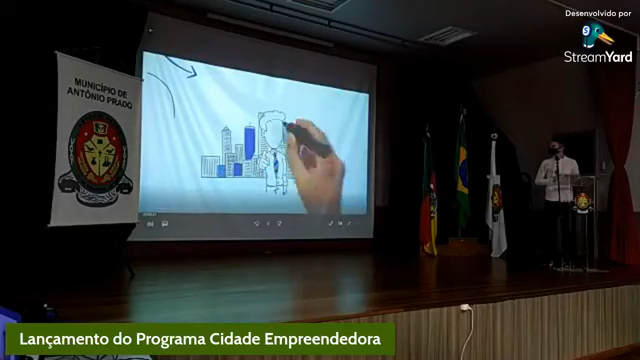 Desenvolvido por
StreamYard
MUNICÍPIO DE
ANTÔNIO PRADO
Lançamento do Programa Cidade Empreendedora